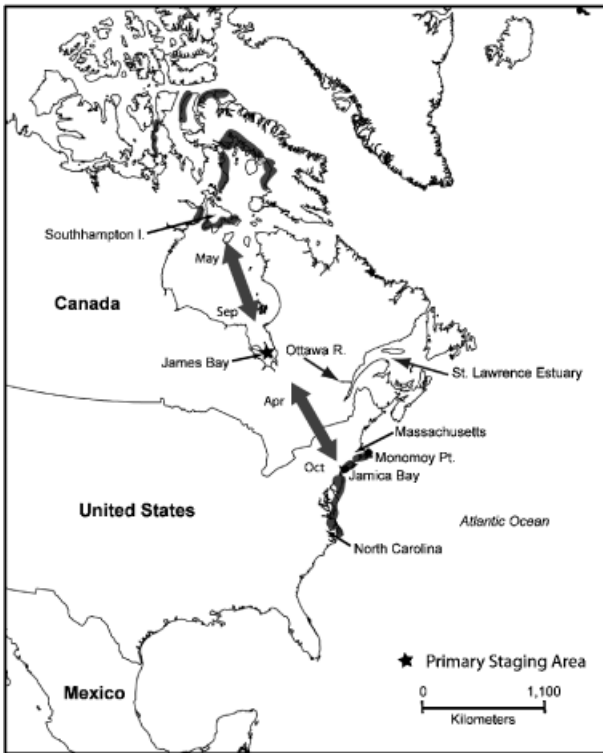 Southhampton I.
May
Canada
Sep
James Bay
Ottawa R.
St. Lawrence Estuary
Apr
Massachusetts
Monomoy Pt.
Oct
Jamica Bay
United States
Atlantic Ocean
North Carolina
Primary Staging Area
Mexico
0
1,100
Kilometers